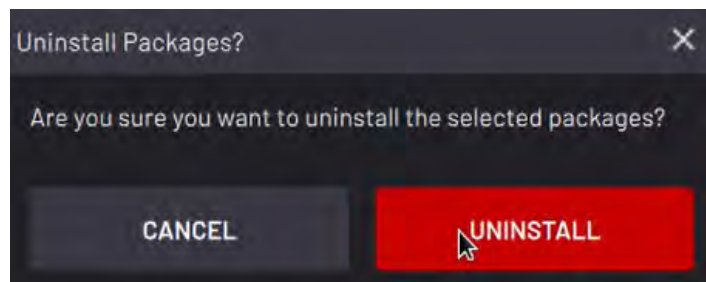 Uninstall Packages?
Are you sure you want to uninstall the selected packages?
CANCEL
UNINSTALL